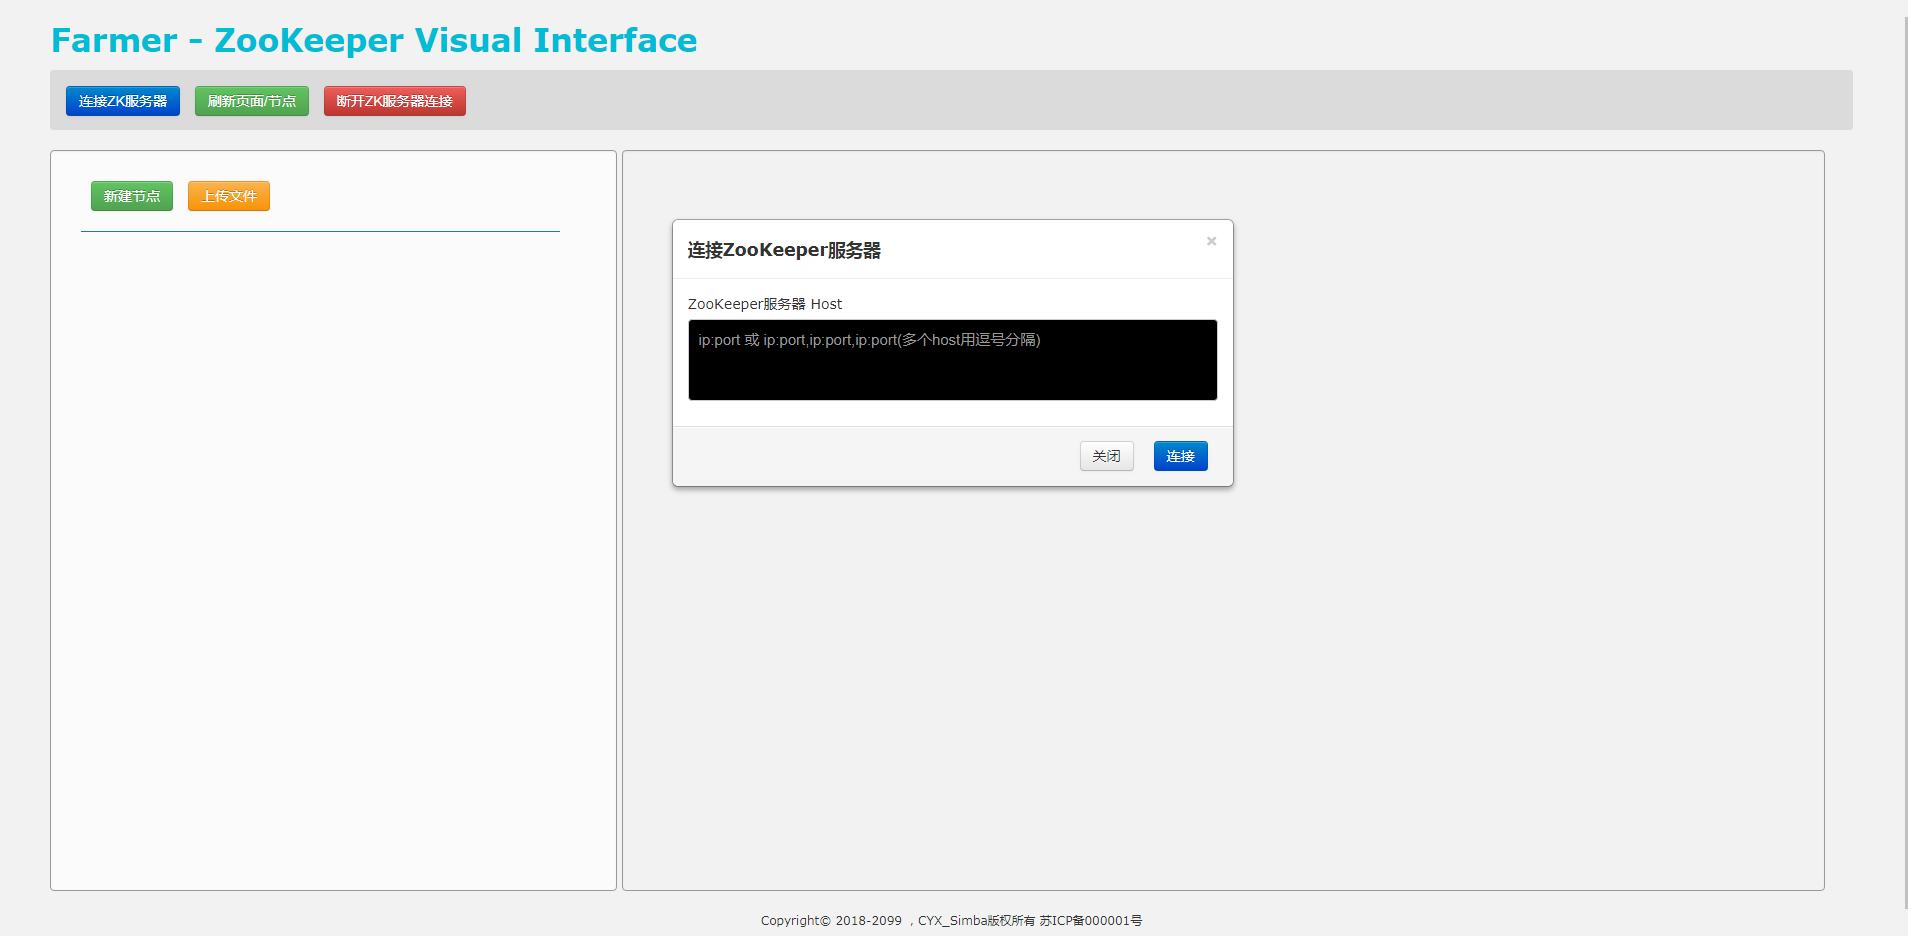 Farmer - ZooKeeper Visual Interface
连接ZK服务器 刷新页面/节点 断开ZK服务器连接
新建节点 上传文件
连接ZooKeeper服务器 ×
ZooKeeper服务器 Host
ip:port 或 ip:port,ip:port,ip:port(多个host用逗号分隔)
关闭 连接
Copyright© 2018-2099 ，CYX_Simba版权所有 苏ICP备000001号